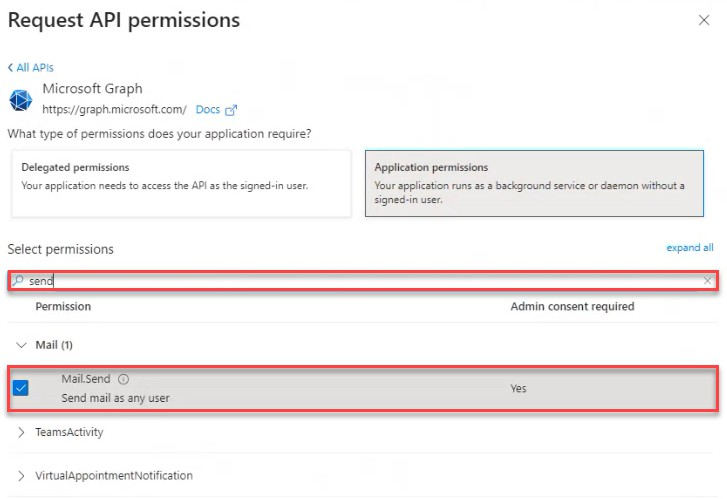 Request API permissions
All APIs
Microsoft Graph
https://graph.microsoft.com/ Docs
What type of permissions does your application require?
Delegated permissions
Your application needs to access the API as the signed-in user.
Application permissions
Your application runs as a background service or daemon without a
signed-in user.
Select permissions
expand all
send
Permission Admin consent required
Mail (1)
Mail.Send
Send mail as any user
Yes
TeamsActivity
VirtualAppointmentNotification